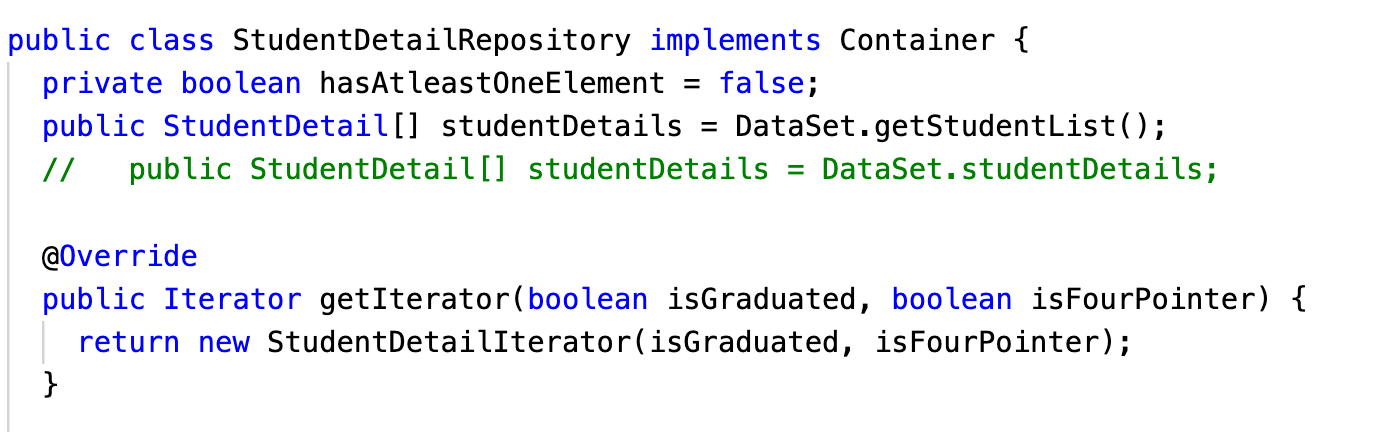 public class StudentDetailRepository implements Container {
private boolean hasAtleastOneElement = false;
public StudentDetail[] studentDetails = DataSet.getStudentList();
//   public StudentDetail[] studentDetails = DataSet.studentDetails;
@Override
public Iterator getIterator(boolean isGraduated, boolean isFourPointer) {
return new StudentDetailIterator(isGraduated, isFourPointer);
}